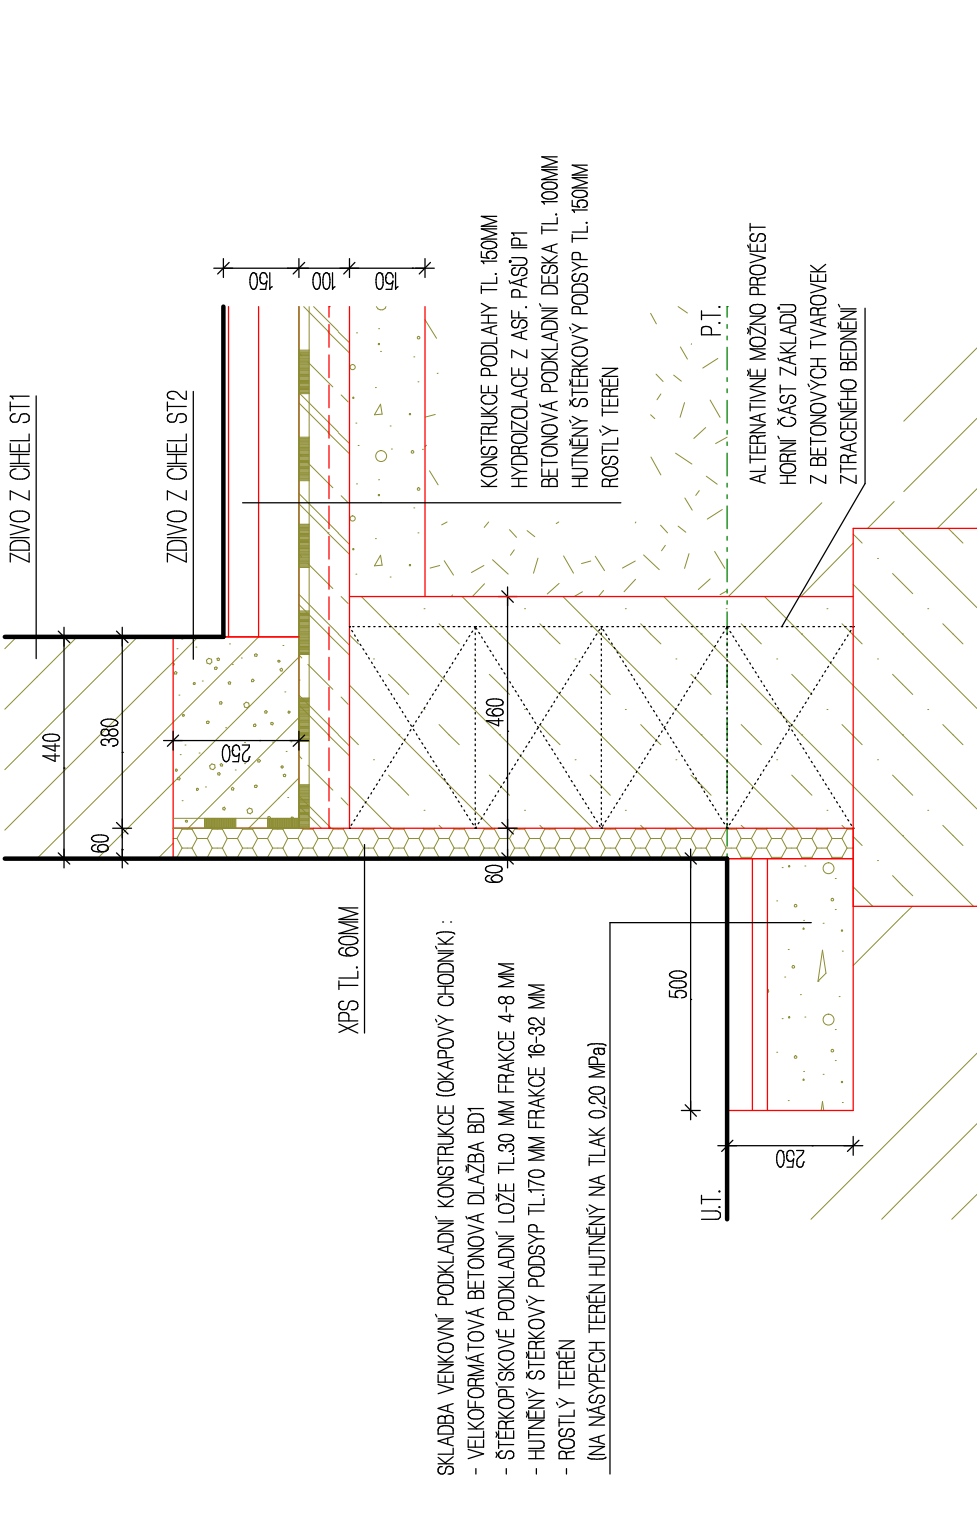 ZDIVO Z CIHEL ST1
ZDIVO Z CIHEL ST2
440
380
60
250
150
100
150
KONSTRUKCE PODLAHY TL. 150MM
HYDROIZOLACE Z ASF. PÁSŮ IP1
BETONOVÁ PODKLADNÍ DESKA TL. 100MM
HUTNĚNÝ ŠTĚRKOVÝ PODSYP TL. 150MM
ROSTLÝ TERÉN
XPS TL. 60MM
460
60
P.T.
ALTERNATIVNĚ MOŽNO PROVÉST
HORNÍ ČÁST ZÁKLADŮ
Z BETONOVÝCH TVAROVEK
ZTRACENÉHO BEDNĚNÍ
SKLADBA VENKOVNÍ PODKLADNÍ KONSTRUKCE (OKAPOVÝ CHODNÍK) :
- VELKOFORMÁTOVÁ BETONOVÁ DLAŽBA BD1
- ŠTĚRKOPÍSKOVÉ PODKLADNÍ LOŽE TL.30 MM FRAKCE 4-8 MM
- HUTNĚNÝ ŠTĚRKOVÝ PODSYP TL.170 MM FRAKCE 16-32 MM
- ROSTLÝ TERÉN
(NA NÁSYPECH TERÉN HUTNĚNÝ NA TLAK 0,20 MPa)
500
U.T.
250